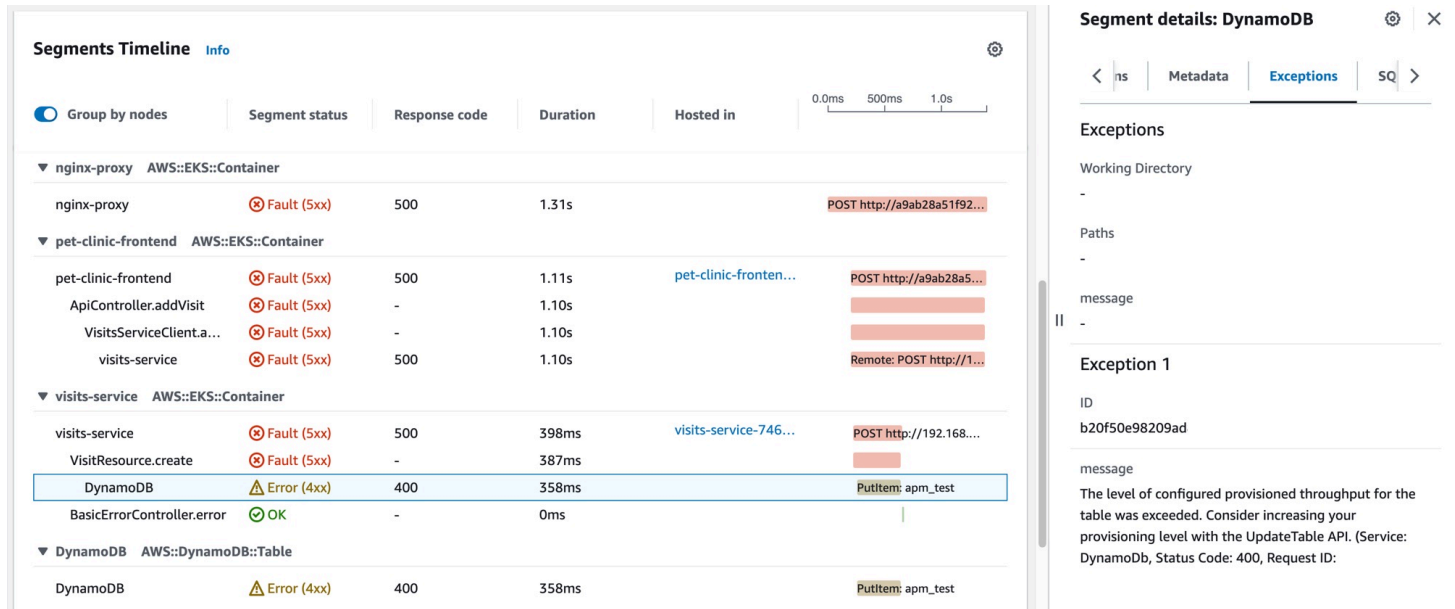 Segments Timeline Info
Group by nodes Segment status Response code Duration Hosted in 0.0ms 500ms 1.0s
nginx-proxy AWS::EKS::Container
nginx-proxy Fault (5xx) 500 1.31s POST http://a9ab28a51f92...
pet-clinic-frontend AWS::EKS::Container
pet-clinic-frontend Fault (5xx) 500 1.11s pet-clinic-fronten... POST http://a9ab28a5...
ApiController.addVisit Fault (5xx) - 1.10s
VisitsServiceClient.a... Fault (5xx) - 1.10s
visits-service Fault (5xx) 500 1.10s Remote: POST http://1...
visits-service AWS::EKS::Container
visits-service Fault (5xx) 500 398ms visits-service-746... POST http://192.168....
VisitResource.create Fault (5xx) - 387ms
DynamoDB Error (4xx) 400 358ms PutItem: apm_test
BasicErrorController.error OK - 0ms
DynamoDB AWS::DynamoDB::Table
DynamoDB Error (4xx) 400 358ms PutItem: apm_test
Segment details: DynamoDB
ns Metadata Exceptions SQ
Exceptions
Working Directory
-
Paths
-
message
-
Exception 1
ID
b20f50e98209ad
message
The level of configured provisioned throughput for the
table was exceeded. Consider increasing your
provisioning level with the UpdateTable API. (Service:
DynamoDb, Status Code: 400, Request ID: